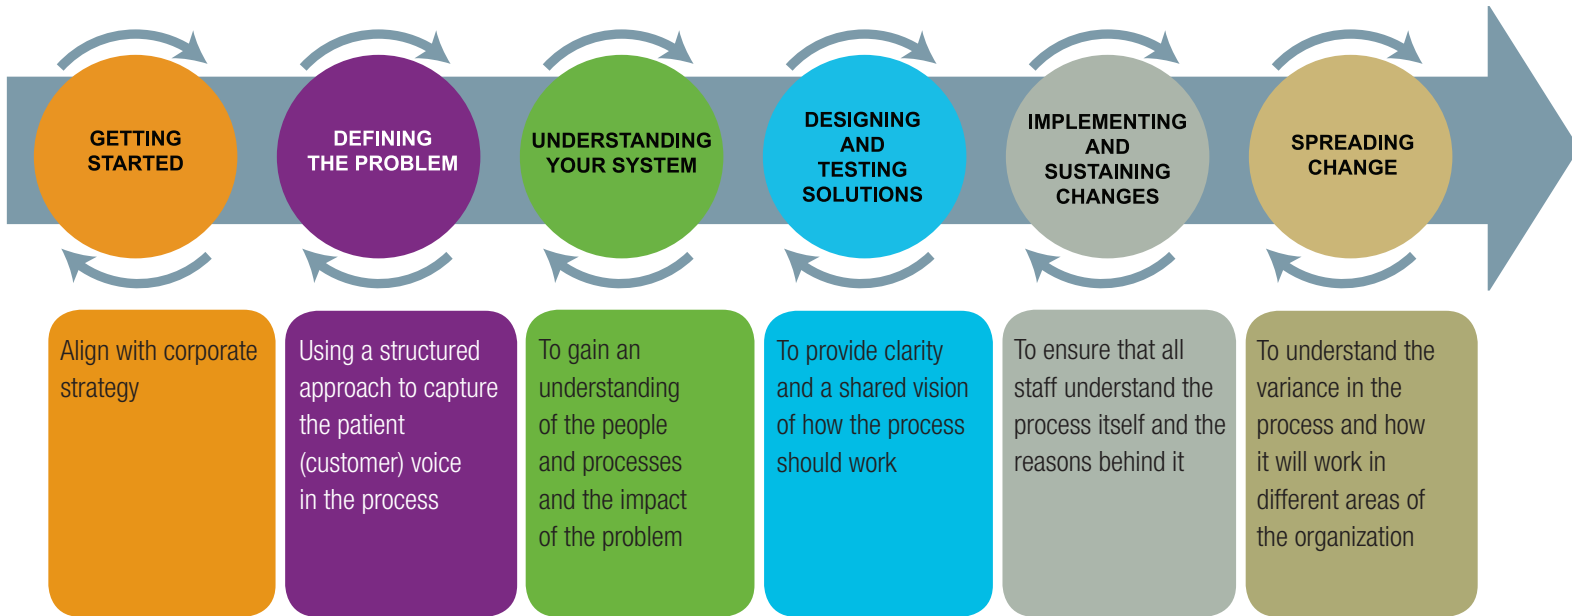 GETTING
STARTED
DEFINING
THE PROBLEM
UNDERSTANDING
YOUR SYSTEM
DESIGNING
AND
TESTING
SOLUTIONS
IMPLEMENTING
AND
SUSTAINING
CHANGES
SPREADING
CHANGE
Align with corporate
strategy
Using a structured
approach to capture
the patient
(customer) voice
in the process
To gain an
understanding
of the people
and processes
and the impact
of the problem
To provide clarity
and a shared vision
of how the process
should work
To ensure that all
staff understand the
process itself and the
reasons behind it
To understand the
variance in the
process and how
it will work in
different areas of
the organization